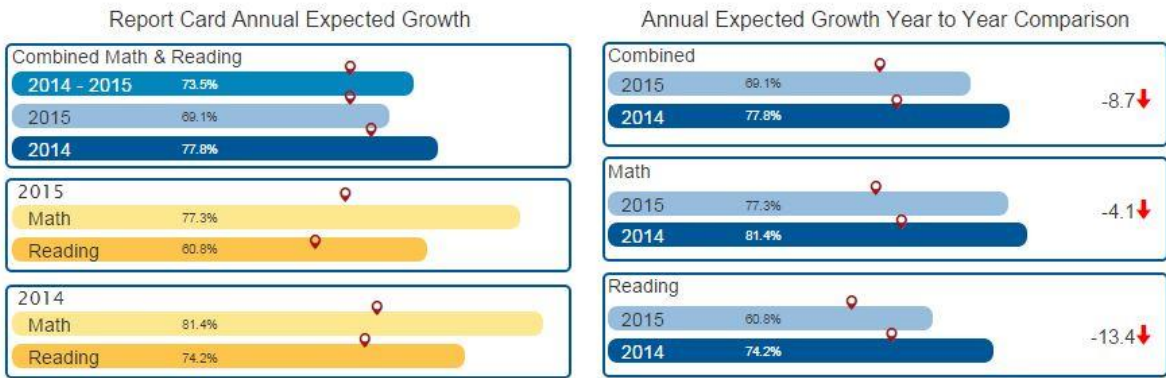 Report Card Annual Expected Growth
Combined Math & Reading
2014 - 2015 73.5%
2015 69.1%
2014 77.8%
2015
Math 77.3%
Reading 60.8%
2014
Math 81.4%
Reading 74.2%
Annual Expected Growth Year to Year Comparison
Combined
2015 69.1%
2014 77.8%
-8.7
Math
2015 77.3%
2014 81.4%
-4.1
Reading
2015 60.8%
2014 74.2%
-13.4